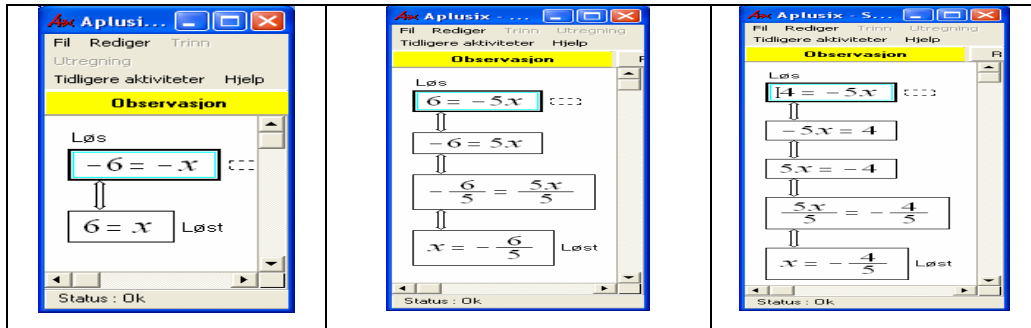 Aplusi...
Fil Rediger Trinn
Utregning
Tidligere aktiviteter Hjelp
Observasjon
Løs
−6 = −x
6 = x Løst
Status : Ok
Aplusix - ...
Fil Rediger Trinn Utregning
Tidligere aktiviteter Hjelp
Observasjon F
Løs
6 = −5x
−6 = 5x
−6/5 = 5x/5
x = −6/5 Løst
Status : Ok
Aplusix - S...
Fil Rediger Trinn Utregning
Tidligere aktiviteter Hjelp
Observasjon R
Løs
4 = −5x
−5x = 4
5x = −4
5x/5 = −4/5
x = −4/5 Løst
Status : Ok